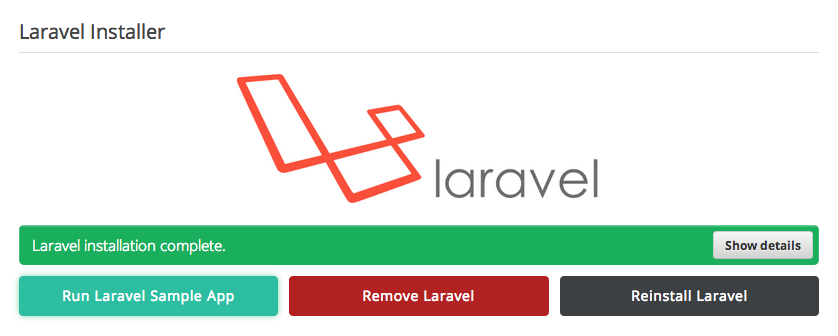 Laravel Installer
laravel
Laravel installation complete.
Show details
Run Laravel Sample App
Remove Laravel
Reinstall Laravel